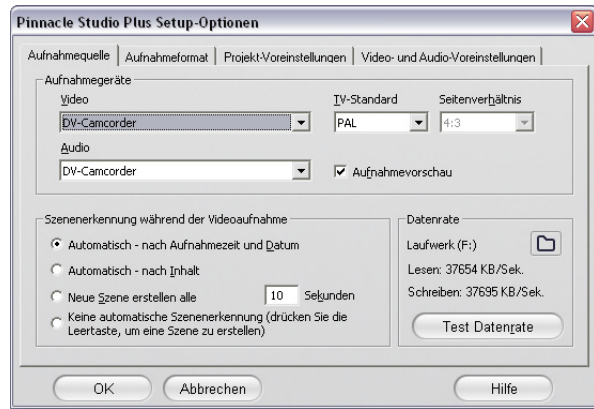 Pinnacle Studio Plus Setup-Optionen
Aufnahmequelle Aufnahmeformat Projekt-Voreinstellungen Video- und Audio-Voreinstellungen
Aufnahmegeräte
Video TV-Standard Seitenverhältnis
DV-Camcorder PAL 4:3
Audio
DV-Camcorder Aufnahmevorschau
Szenenerkennung während der Videoaufnahme
Automatisch - nach Aufnahmezeit und Datum
Automatisch - nach Inhalt
Neue Szene erstellen alle 10 Sekunden
Keine automatische Szenenerkennung (drücken Sie die
Leertaste, um eine Szene zu erstellen)
Datenrate
Laufwerk (F:)
Lesen: 37654 KB/Sek.
Schreiben: 37695 KB/Sek.
Test Datenrate
OK Abbrechen Hilfe